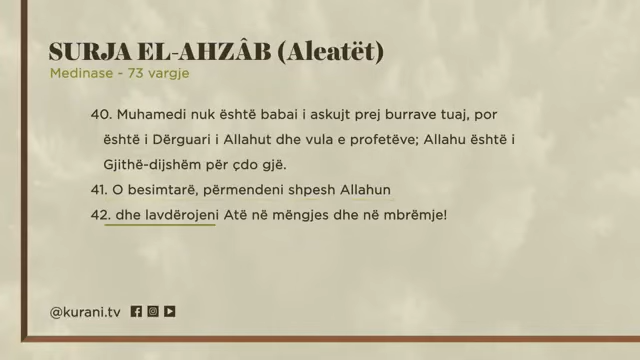 SURJA EL-AHZÂB (Aleatët)
Medinase - 73 vargje
40. Muhamedi nuk është babai i askujt prej burrave tuaj, por
është i Dërguari i Allahut dhe vula e profetëve; Allahu është i
Gjithë-dijshëm për çdo gjë.
41. O besimtarë, përmendeni shpesh Allahun
42. dhe lavdërojeni Atë në mëngjes dhe në mbrëmje!
@kurani.tv